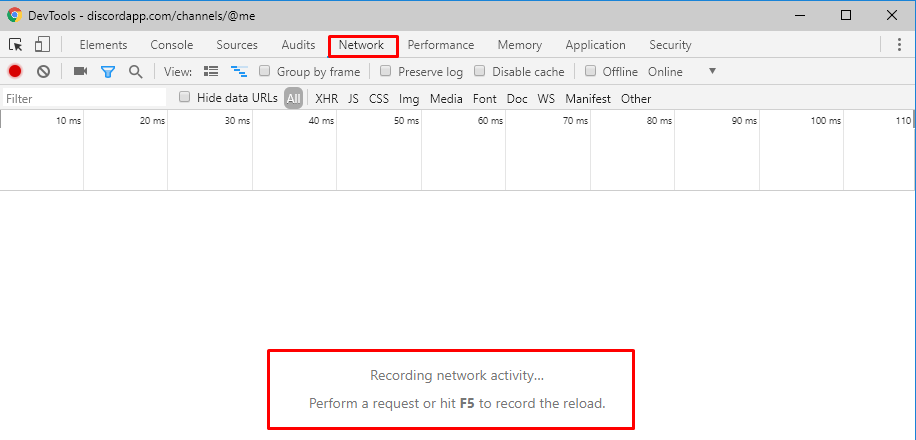 DevTools - discordapp.com/channels/@me
Elements Console Sources Audits Network Performance Memory Application Security
View: Group by frame Preserve log Disable cache Offline Online
Filter Hide data URLs All XHR JS CSS Img Media Font Doc WS Manifest Other
10 ms 20 ms 30 ms 40 ms 50 ms 60 ms 70 ms 80 ms 90 ms 100 ms 110
Recording network activity...
Perform a request or hit F5 to record the reload.